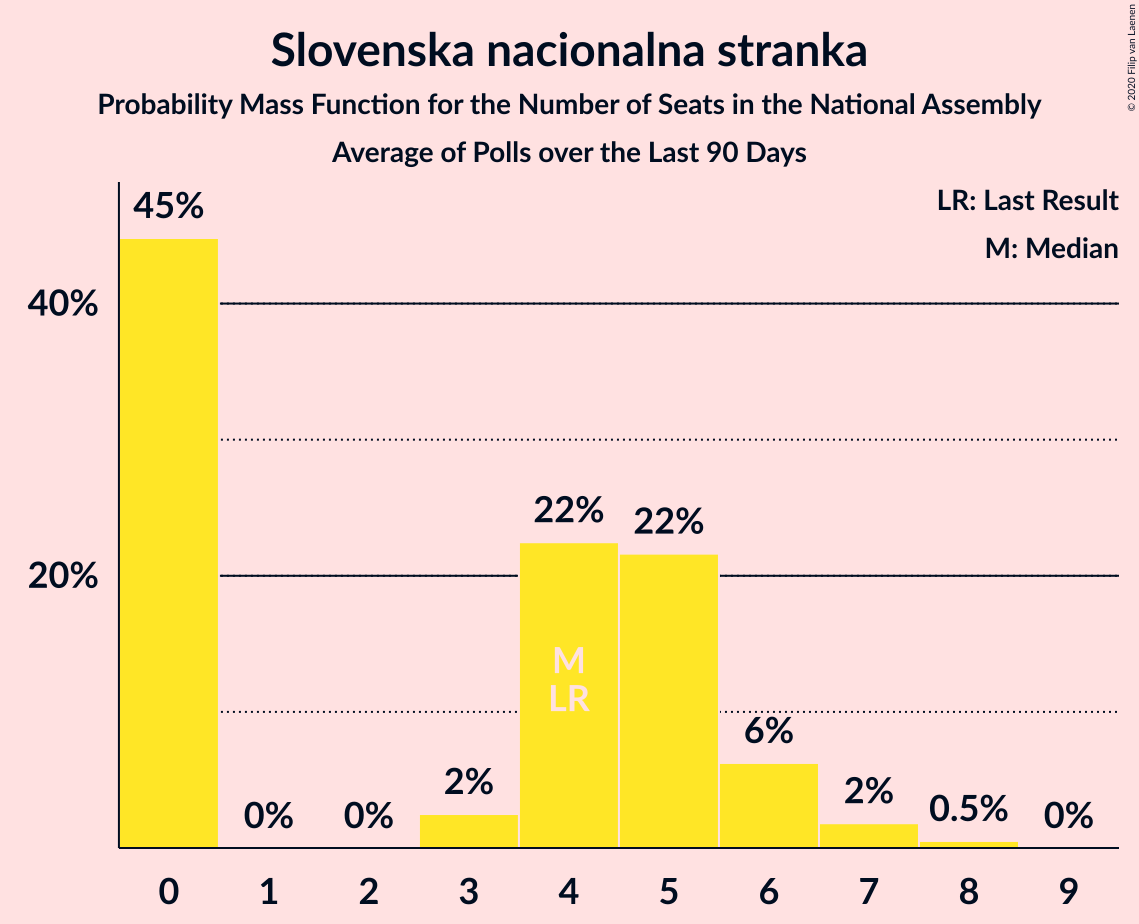 Slovenska nacionalna stranka
Probability Mass Function for the Number of Seats in the National Assembly
Average of Polls over the Last 90 Days
© 2020 Filip van Laenen
LR: Last Result
M: Median
45%
40%
22%
22%
20%
M
LR
6%
2%
2%
0.5%
0%
0%
0%
0 1 2 3 4 5 6 7 8 9